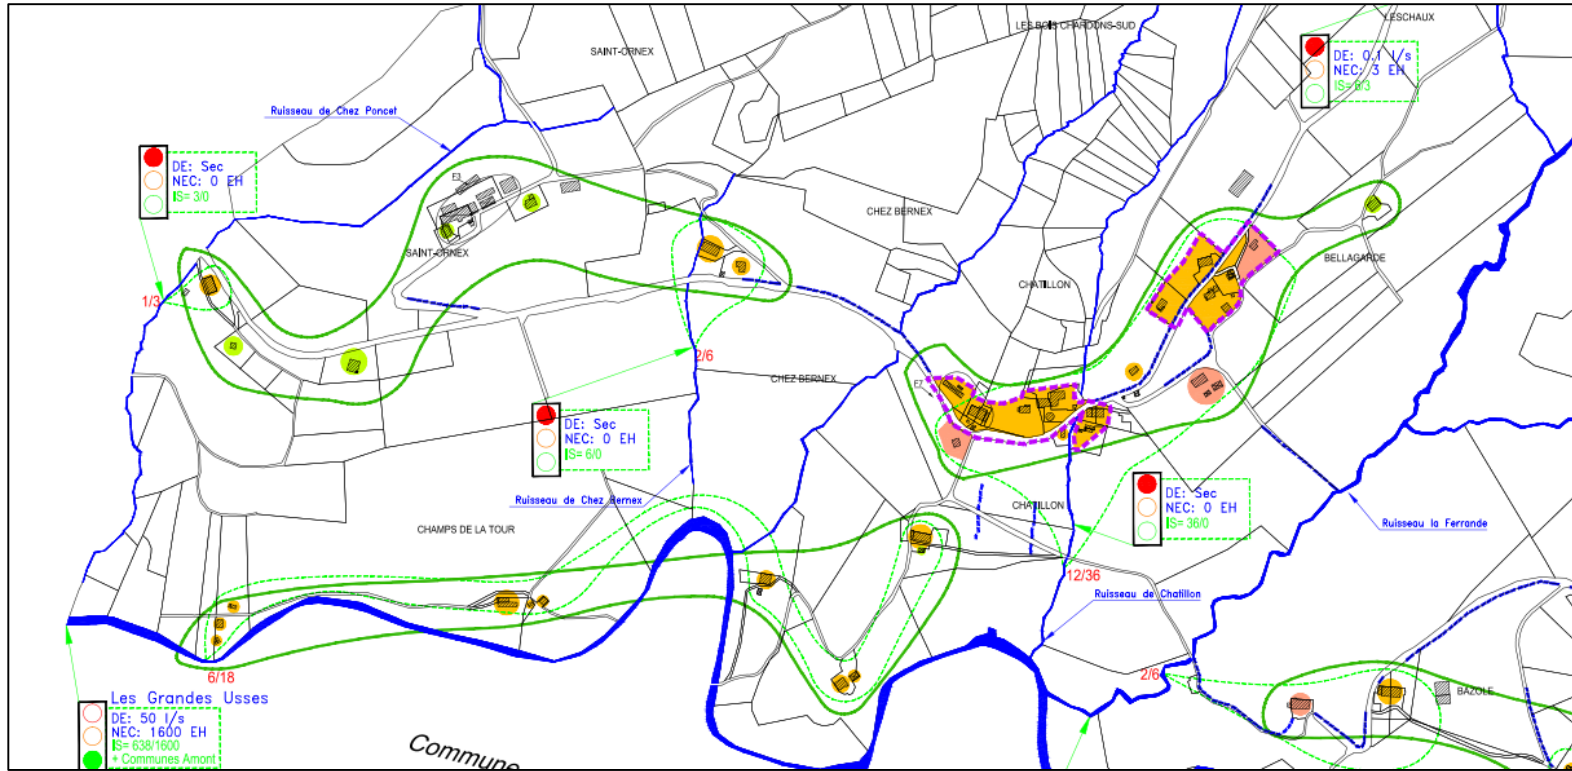 LES BOIS CHARDONS-SUD
LESCHAUX
SAINT-ORNEX
DE: 0.1 l/s
NEC: 3 EH
Ruisseau de Chez Poncet
DE: Sec
NEC: 0 EH
IS= 3/0
E3
CHEZ BERNEX
SAINT-ORNEX
BELLAGARDE
CHATILLON
1/3
2/6
CHEZ BERNEX
E7
DE: Sec
NEC: 0 EH
IS= 6/0
Ruisseau de Chez Bernex
DE: Sec
NEC: 0 EH
IS= 36/0
CHATILLON
Ruisseau la Ferrande
CHAMPS DE LA TOUR
12/36
Ruisseau de Chatillon
6/18
2/6
BAZOLE
Les Grandes Usses
DE: 50 l/s
NEC: 1600 EH
IS= 638/1600
+ Communes Amont
Commune